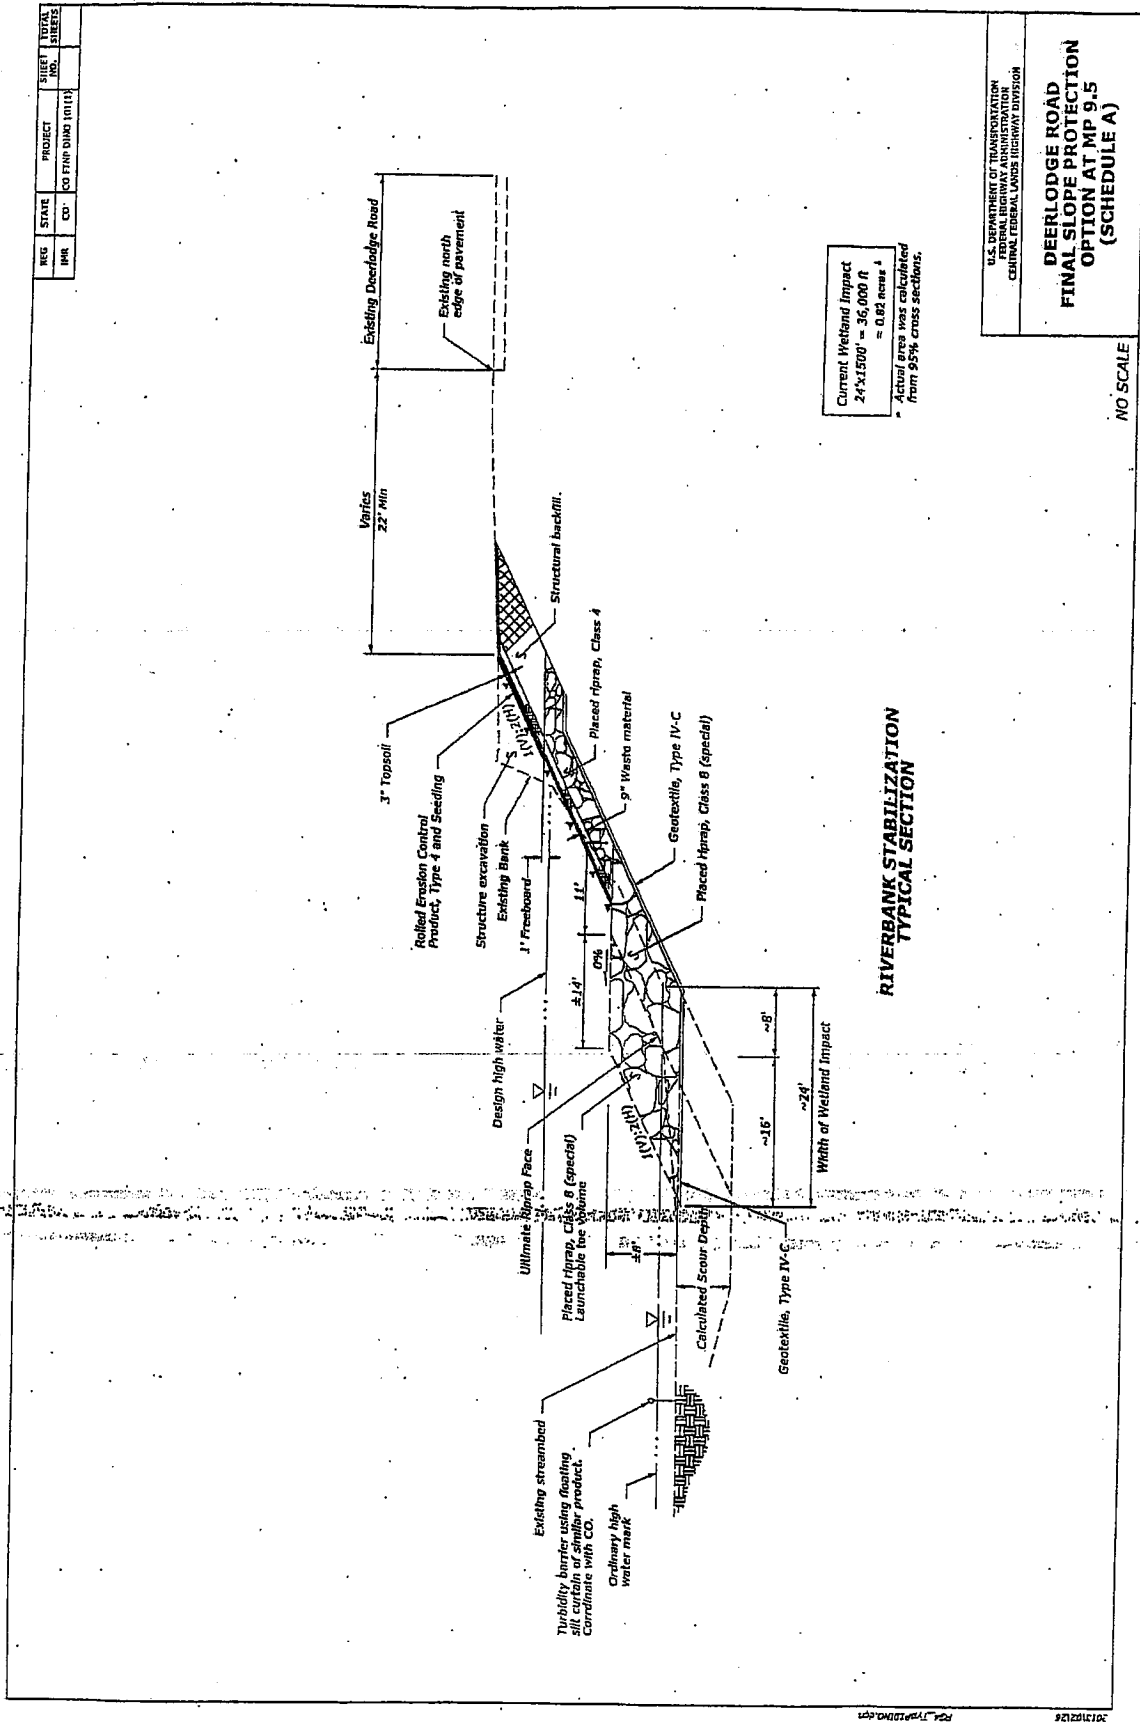 REG
STATE
PROJECT
SHEET NO.
TOTAL SHEETS
IMR
CO
CO FTNP DINO 101(1)
Existing Deerlodge Road
Existing north
edge of pavement
Varies
22' Min
3" Topsoil
Rolled Erosion Control
Product, Type 4 and Seeding
Structure excavation
Existing Bank
1' Freeboard
Design high water
Ultimate Riprap Face
Placed riprap, Class 8 (special)
Launchable toe Volume
Existing streambed
Turbidity barrier using floating
silt curtain of similar product.
Corrdinate with CO.
Ordinary high
water mark
1(V):2(H)
11'
±14'
0%
1(V):2(H)
±8'
Calculated Scour Depth
Structural backfill.
Placed riprap, Class 4
9" Waste material
Geotextile, Type IV-C
Placed riprap, Class 8 (special)
~8'
~16'
~24'
Width of Wetland Impact
Geotextile, Type IV-C
RIVERBANK STABILIZATION
TYPICAL SECTION
Current Wetland Impact
24'x1500' = 36,000 ft
= 0.82 acres
* Actual area was calculated
from 95% cross sections.
U.S. DEPARTMENT OF TRANSPORTATION
FEDERAL HIGHWAY ADMINISTRATION
CENTRAL FEDERAL LANDS HIGHWAY DIVISION
DEERLODGE ROAD
FINAL SLOPE PROTECTION
OPTION AT MP 9.5
(SCHEDULE A)
NO SCALE